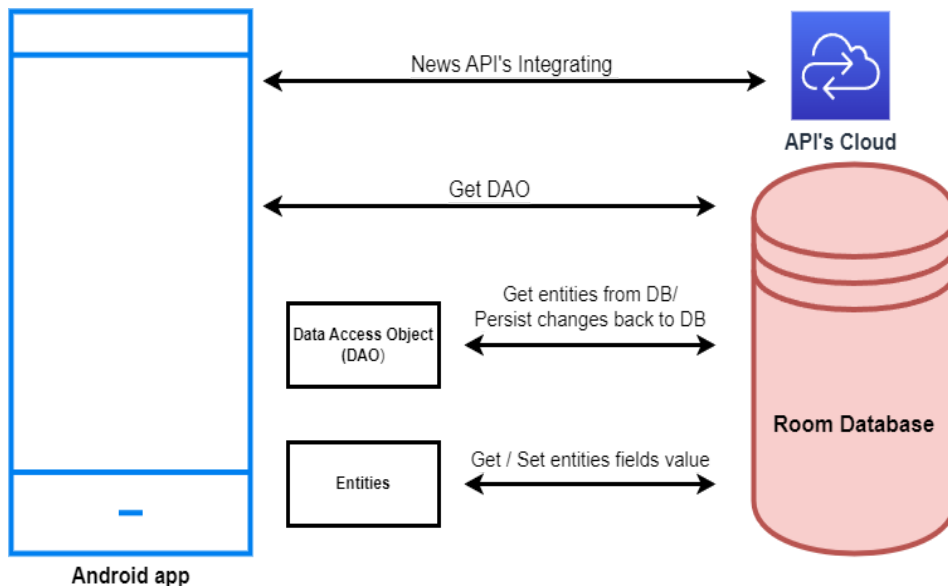 News API's Integrating
API's Cloud
Get DAO
Get entities from DB/
Persist changes back to DB
Data Access Object
(DAO)
Room Database
Get / Set entities fields value
Entities
Android app